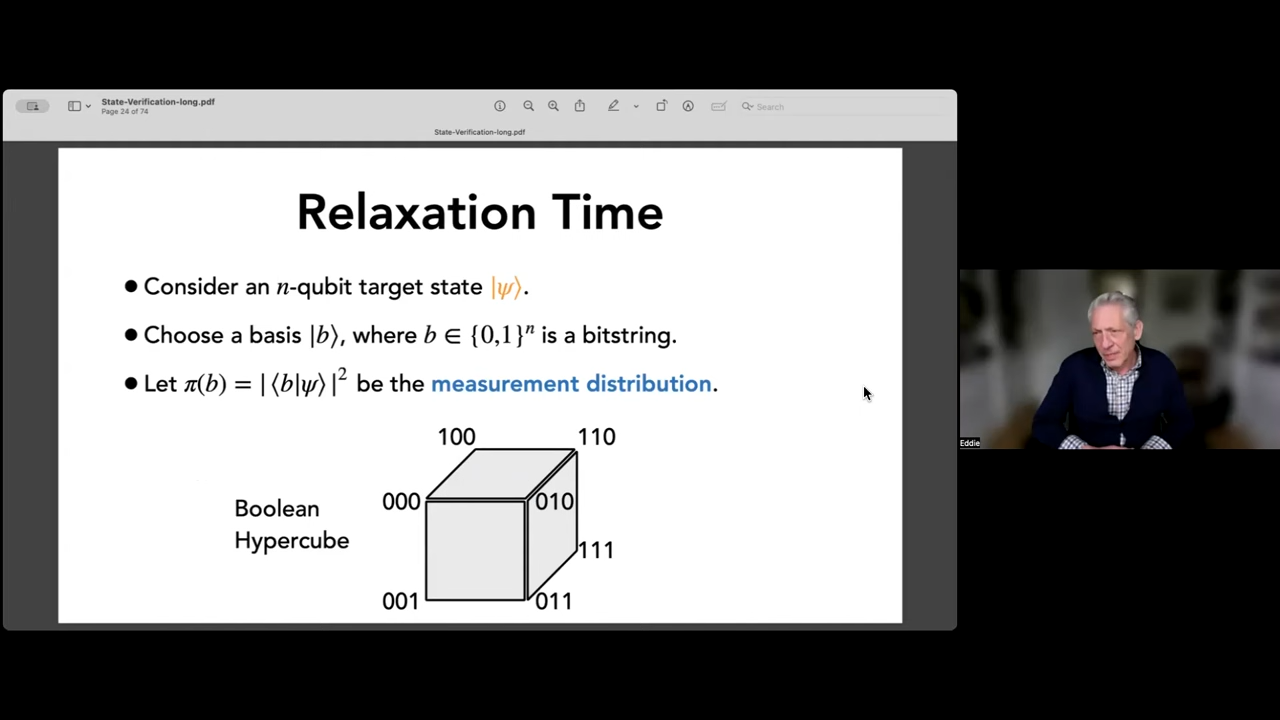 State-Verification-long.pdf
Page 24 of 74
Search
State-Verification-long.pdf
Relaxation Time
● Consider an n-qubit target state |ψ⟩.
● Choose a basis |b⟩, where b ∈ {0,1}ⁿ is a bitstring.
● Let π(b) = |⟨b|ψ⟩|² be the measurement distribution.
100 110
000 010
Boolean
Hypercube
111
001 011
Eddie